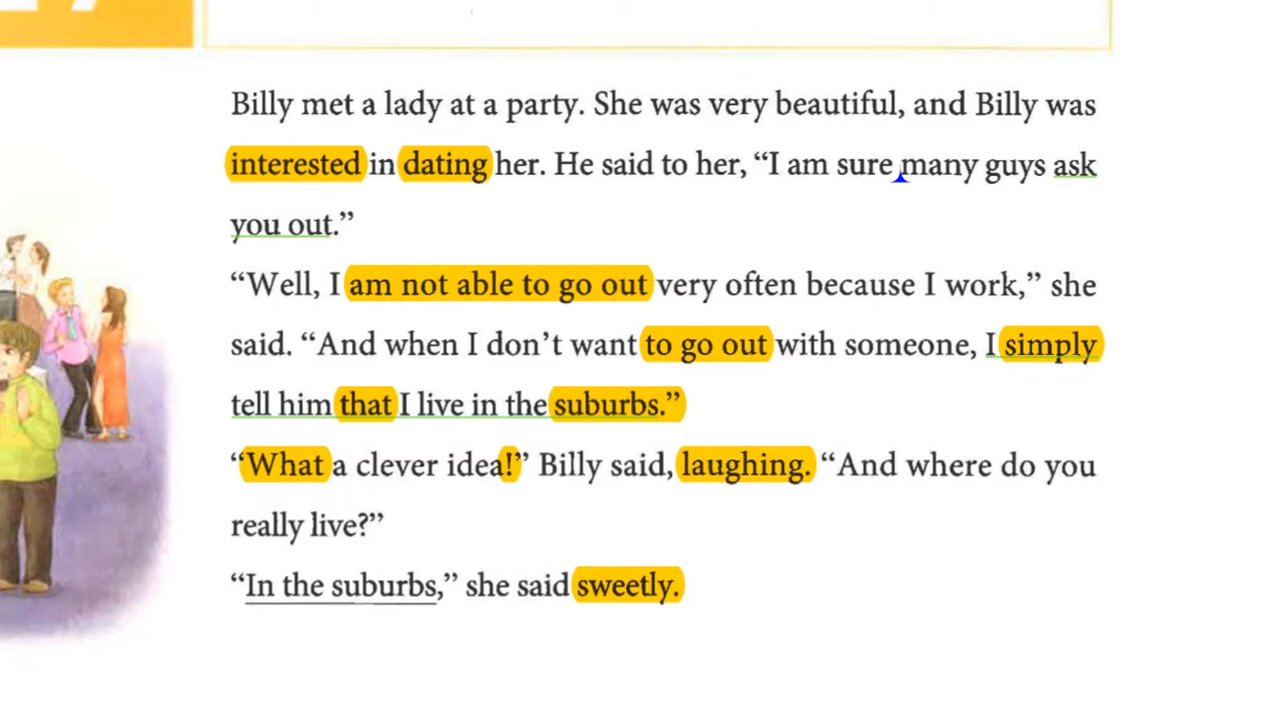 Billy met a lady at a party. She was very beautiful, and Billy was
interested in dating her. He said to her, “I am sure many guys ask
you out.”
“Well, I am not able to go out very often because I work,” she
said. “And when I don’t want to go out with someone, I simply
tell him that I live in the suburbs.”
“What a clever idea!” Billy said, laughing. “And where do you
really live?”
“In the suburbs,” she said sweetly.